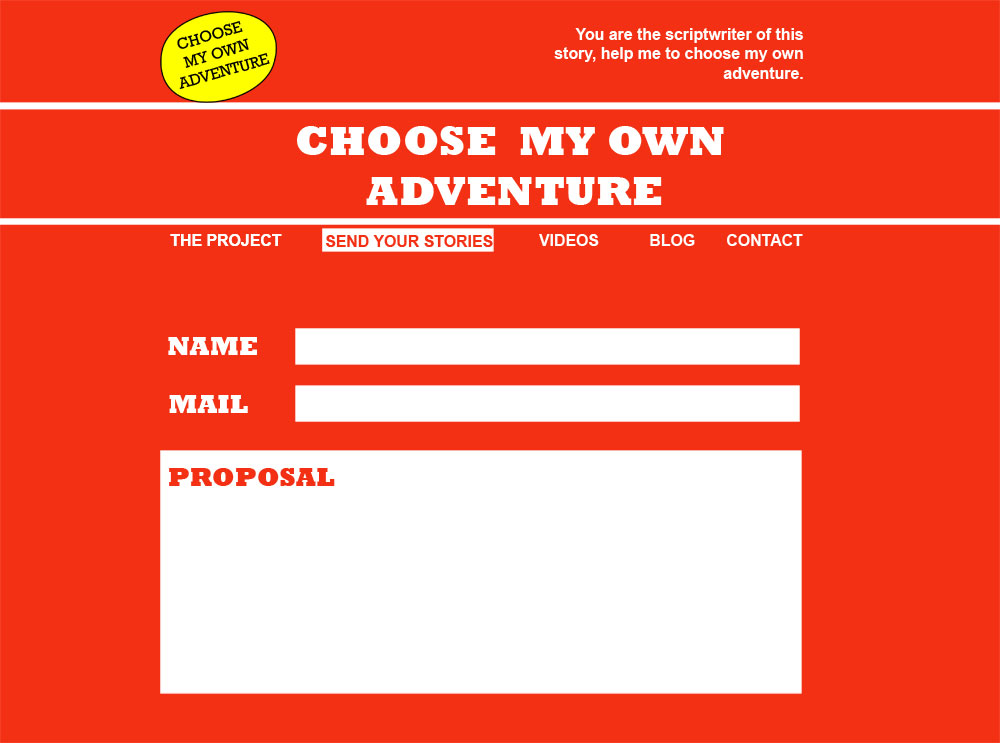 CHOOSE
MY OWN
ADVENTURE
You are the scriptwriter of this
story, help me to choose my own
adventure.
CHOOSE MY OWN
ADVENTURE
THE PROJECT SEND YOUR STORIES VIDEOS BLOG CONTACT
NAME
MAIL
PROPOSAL